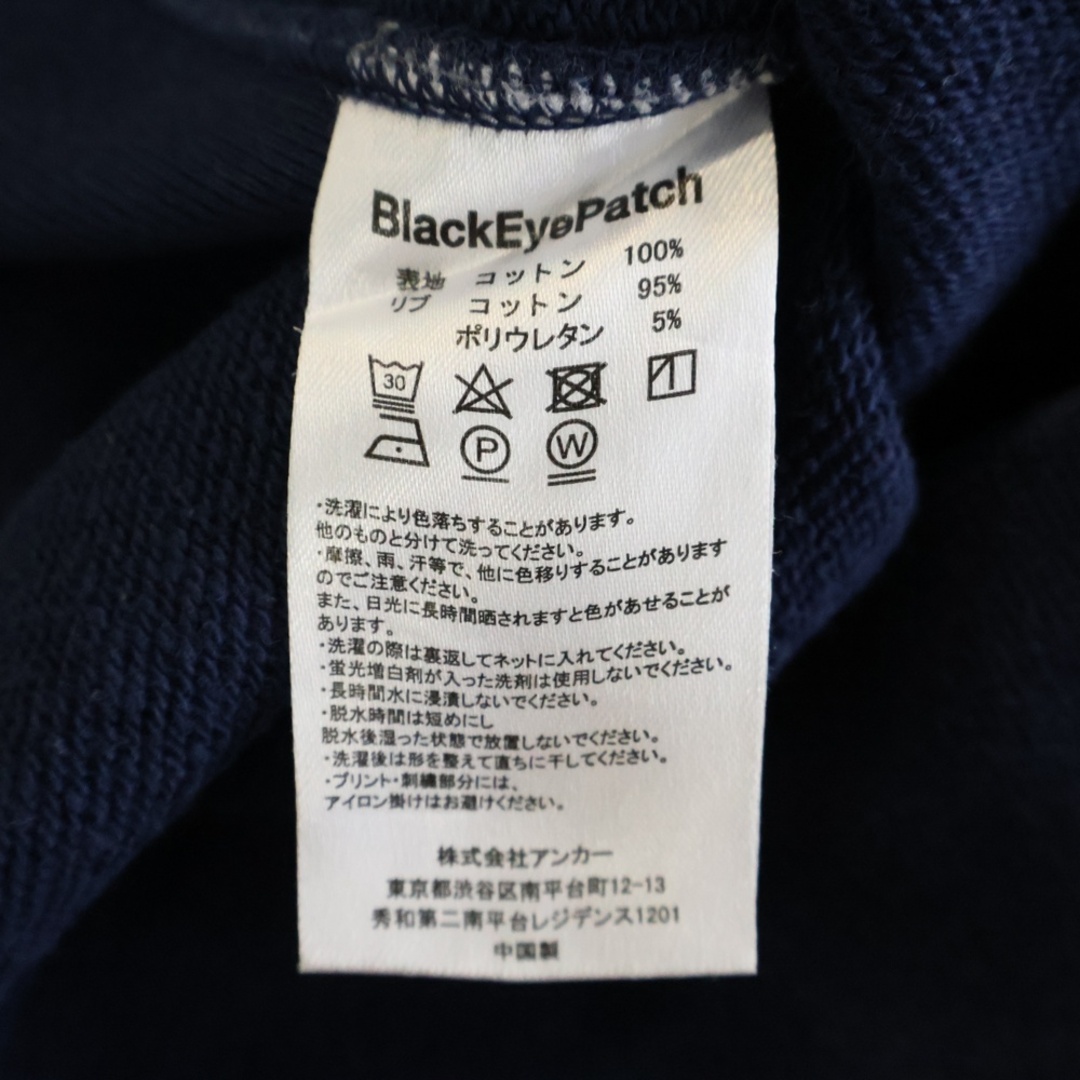 BlackEyePatch
表地 コットン 100%
リブ コットン 95%
ポリウレタン 5%
30
P W
・洗濯により色落ちすることがあります。
他のものと分けて洗ってください。
・摩擦、雨、汗等で、他に色移りすることがあります
のでご注意ください。
また、日光に長時間晒されますと色があせることが
あります。
・洗濯の際は裏返してネットに入れてください。
・蛍光増白剤が入った洗剤は使用しないでください。
・長時間水に浸漬しないでください。
・脱水時間は短めにし
脱水後湿った状態で放置しないでください。
・洗濯後は形を整えて直ちに干してください。
・プリント・刺繍部分には、
アイロン掛けはお避けください。
株式会社アンカー
東京都渋谷区南平台町12-13
秀和第二南平台レジデンス1201
中国製